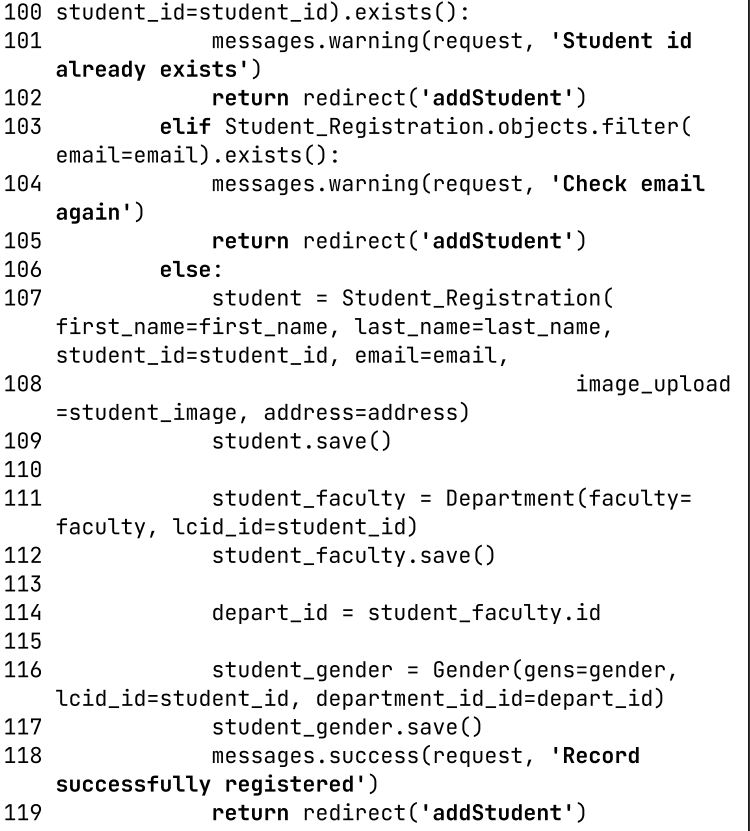 100 student_id=student_id).exists():
101             messages.warning(request, 'Student id
already exists')
102             return redirect('addStudent')
103         elif Student_Registration.objects.filter(
email=email).exists():
104             messages.warning(request, 'Check email
again')
105             return redirect('addStudent')
106         else:
107             student = Student_Registration(
first_name=first_name, last_name=last_name,
student_id=student_id, email=email,
108                                         image_upload
=student_image, address=address)
109             student.save()
110
111             student_faculty = Department(faculty=
faculty, lcid_id=student_id)
112             student_faculty.save()
113
114             depart_id = student_faculty.id
115
116             student_gender = Gender(gens=gender,
lcid_id=student_id, department_id_id=depart_id)
117             student_gender.save()
118             messages.success(request, 'Record
successfully registered')
119             return redirect('addStudent')